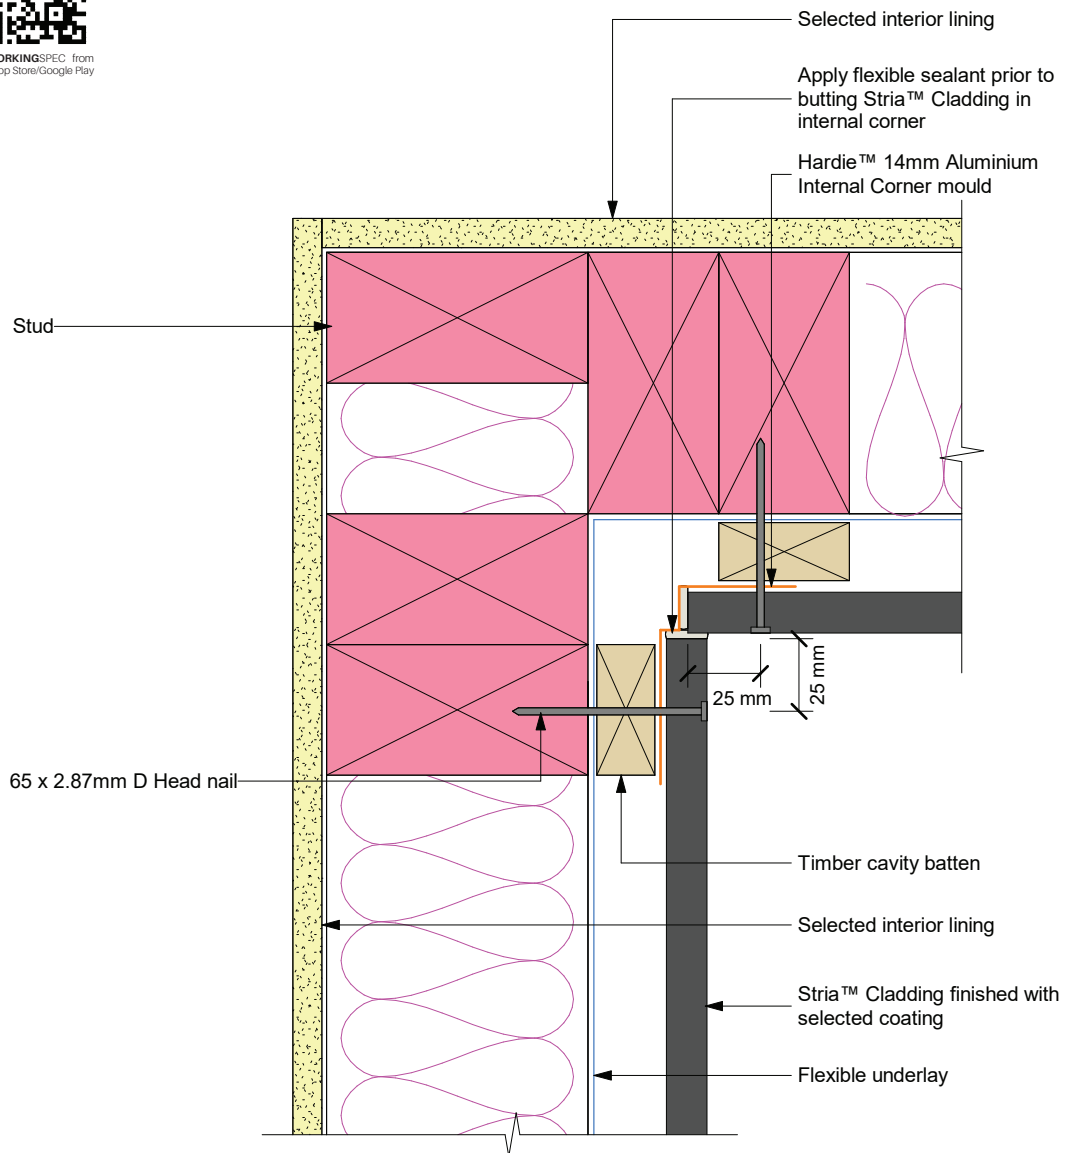 SPEC from
Store/Google Play
Selected interior lining
Apply flexible sealant prior to
butting Stria™ Cladding in
internal corner
Hardie™ 14mm Aluminium
Internal Corner mould
Stud
25 mm
25 mm
65 x 2.87mm D Head nail
Timber cavity batten
Selected interior lining
Stria™ Cladding finished with
selected coating
Flexible underlay